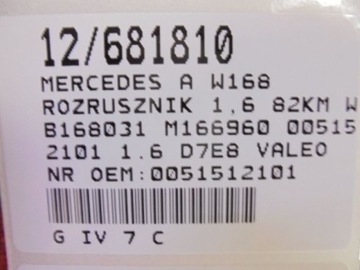 12/681810
MERCEDES A W168
ROZRUSZNIK 1,6 82KM W
B168031 M166960 00515
2101 1.6 D7E8 VALEO
NR OEM:0051512101
G IV 7 C